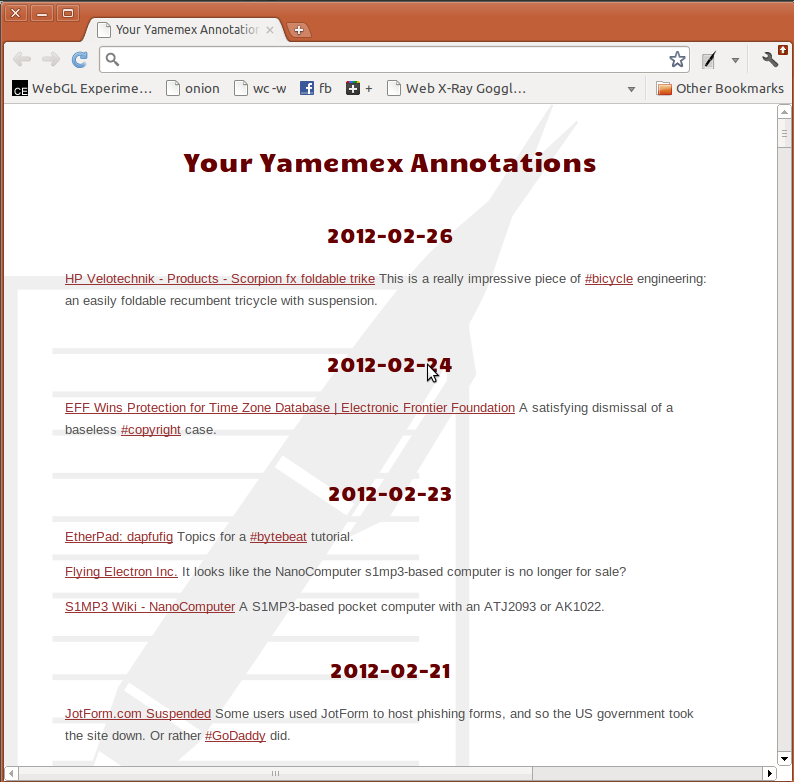 Your Yamemex Annotation
WebGL Experime... onion wc -w fb + Web X-Ray Goggl... Other Bookmarks
Your Yamemex Annotations
2012-02-26
HP Velotechnik - Products - Scorpion fx foldable trike This is a really impressive piece of #bicycle engineering:
an easily foldable recumbent tricycle with suspension.
2012-02-24
EFF Wins Protection for Time Zone Database | Electronic Frontier Foundation A satisfying dismissal of a
baseless #copyright case.
2012-02-23
EtherPad: dapfufig Topics for a #bytebeat tutorial.
Flying Electron Inc. It looks like the NanoComputer s1mp3-based computer is no longer for sale?
S1MP3 Wiki - NanoComputer A S1MP3-based pocket computer with an ATJ2093 or AK1022.
2012-02-21
JotForm.com Suspended Some users used JotForm to host phishing forms, and so the US government took
the site down. Or rather #GoDaddy did.